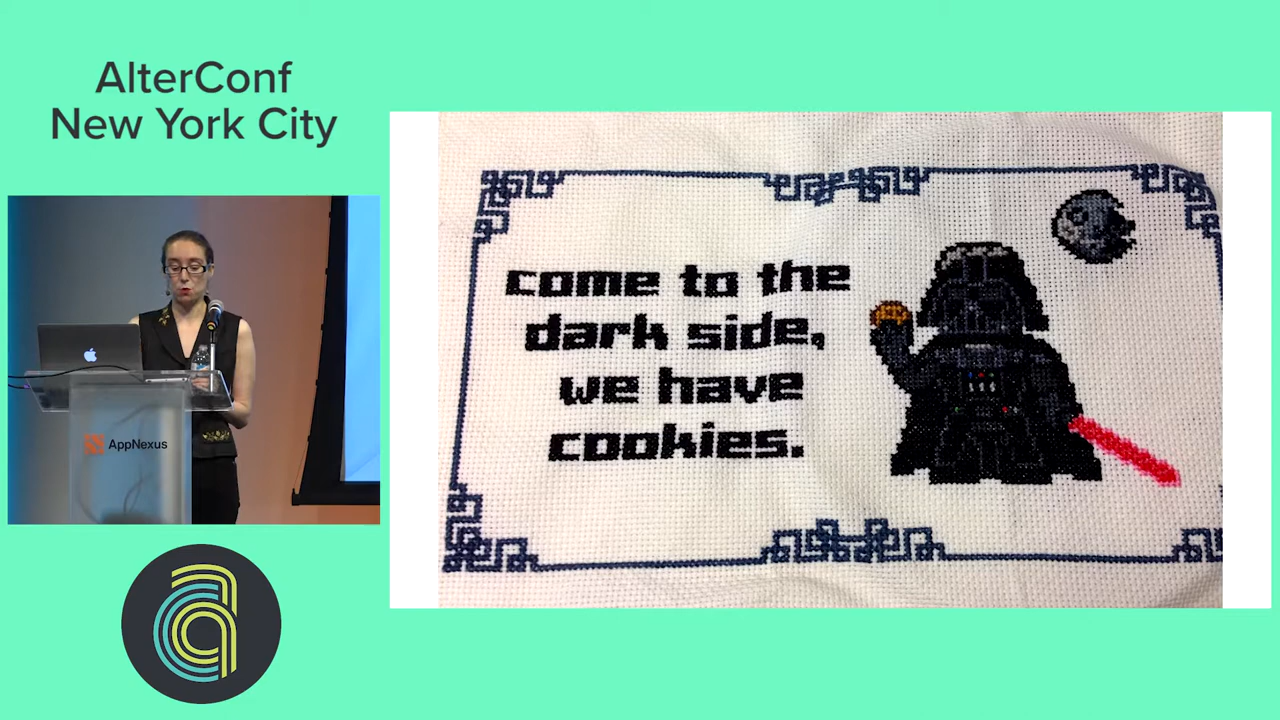 AlterConf
New York City
AppNexus
come to the
dark side,
we have
cookies.